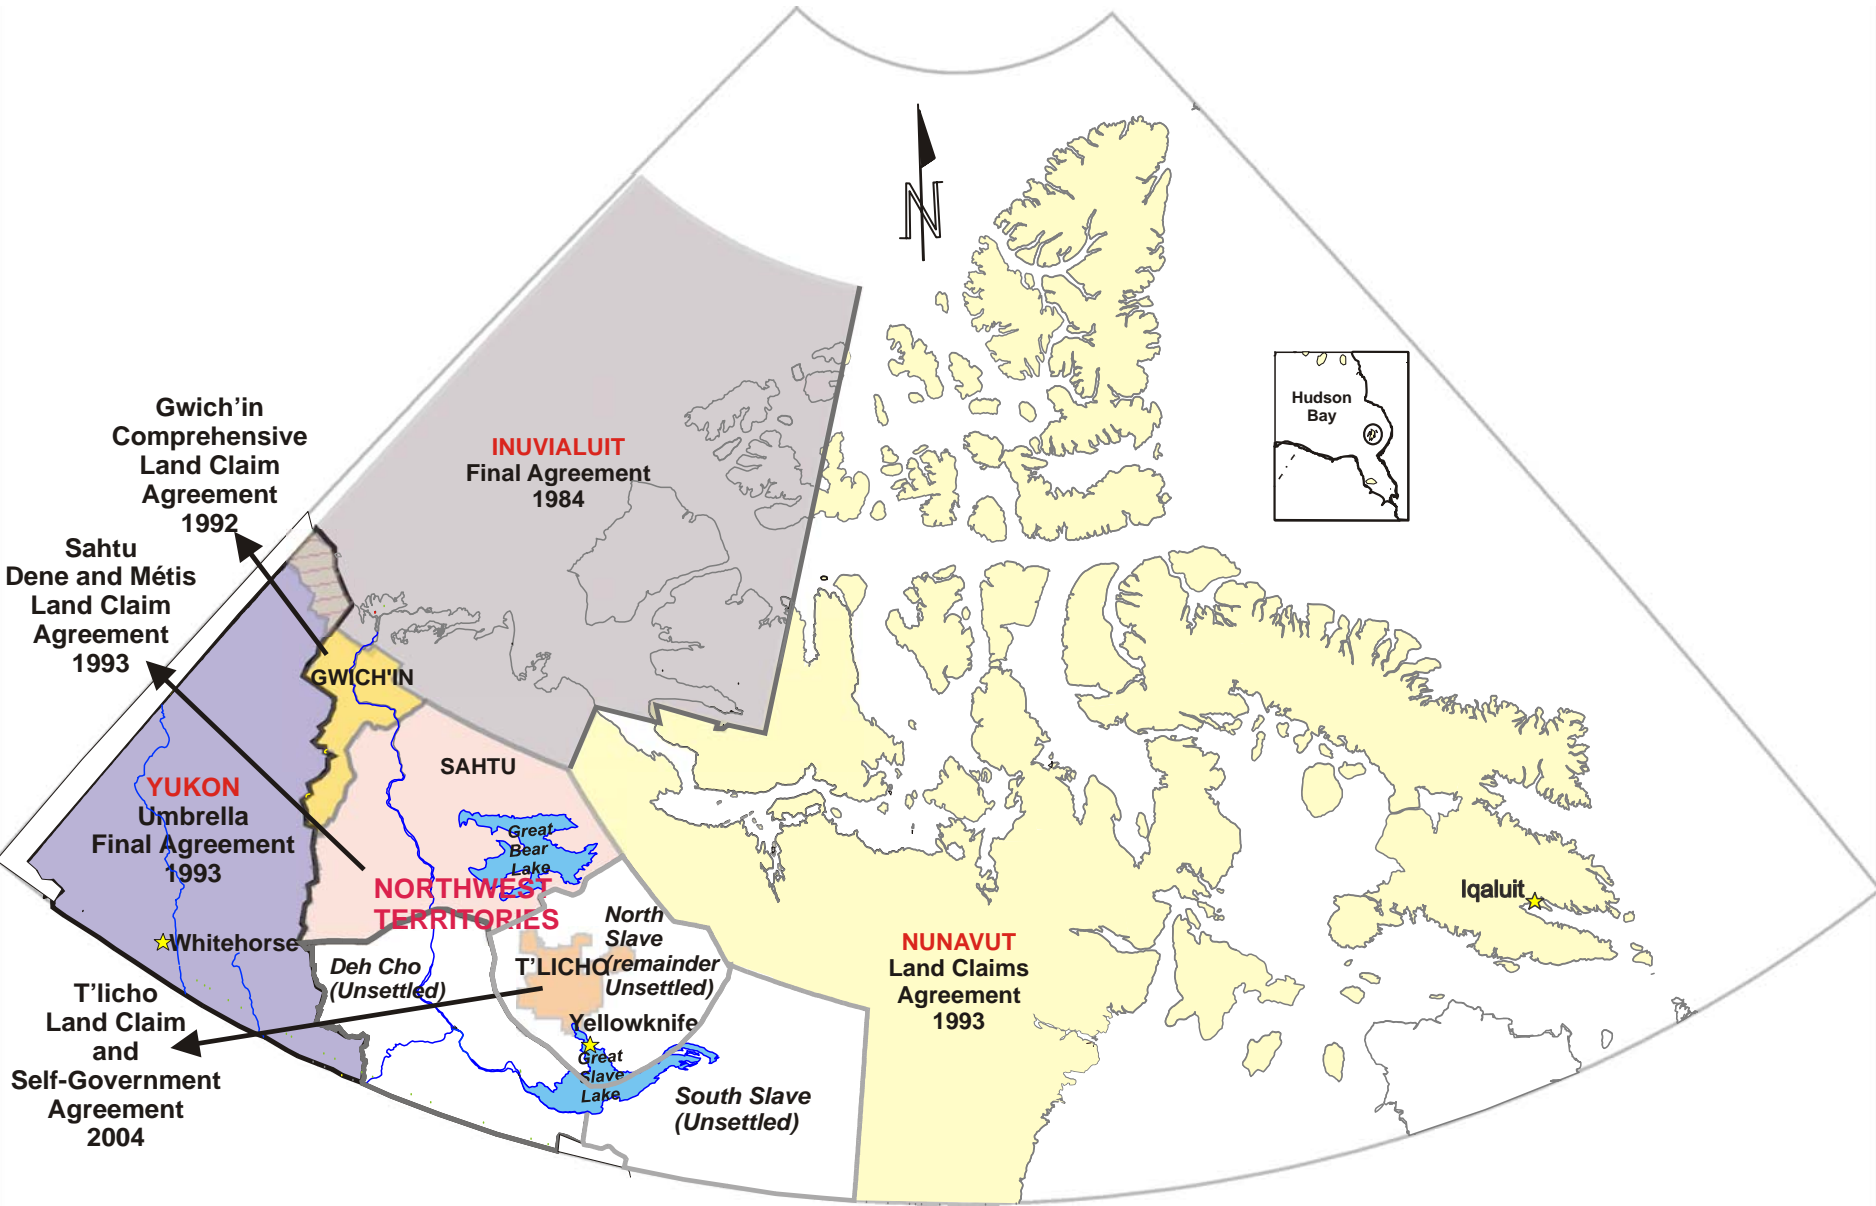 N
Hudson
Bay
Gwich’in
Comprehensive
Land Claim
Agreement
1992
INUVIALUIT
Final Agreement
1984
Sahtu
Dene and Métis
Land Claim
Agreement
1993
GWICH'IN
SAHTU
YUKON
Umbrella
Final Agreement
1993
Great
Bear
Lake
NORTHWEST
TERRITORIES
Iqaluit
Whitehorse
North
Slave
(remainder
Unsettled)
NUNAVUT
Land Claims
Agreement
1993
Deh Cho
(Unsettled)
T’LICHO
T’licho
Land Claim
and
Self-Government
Agreement
2004
Yellowknife
Great
Slave
Lake
South Slave
(Unsettled)